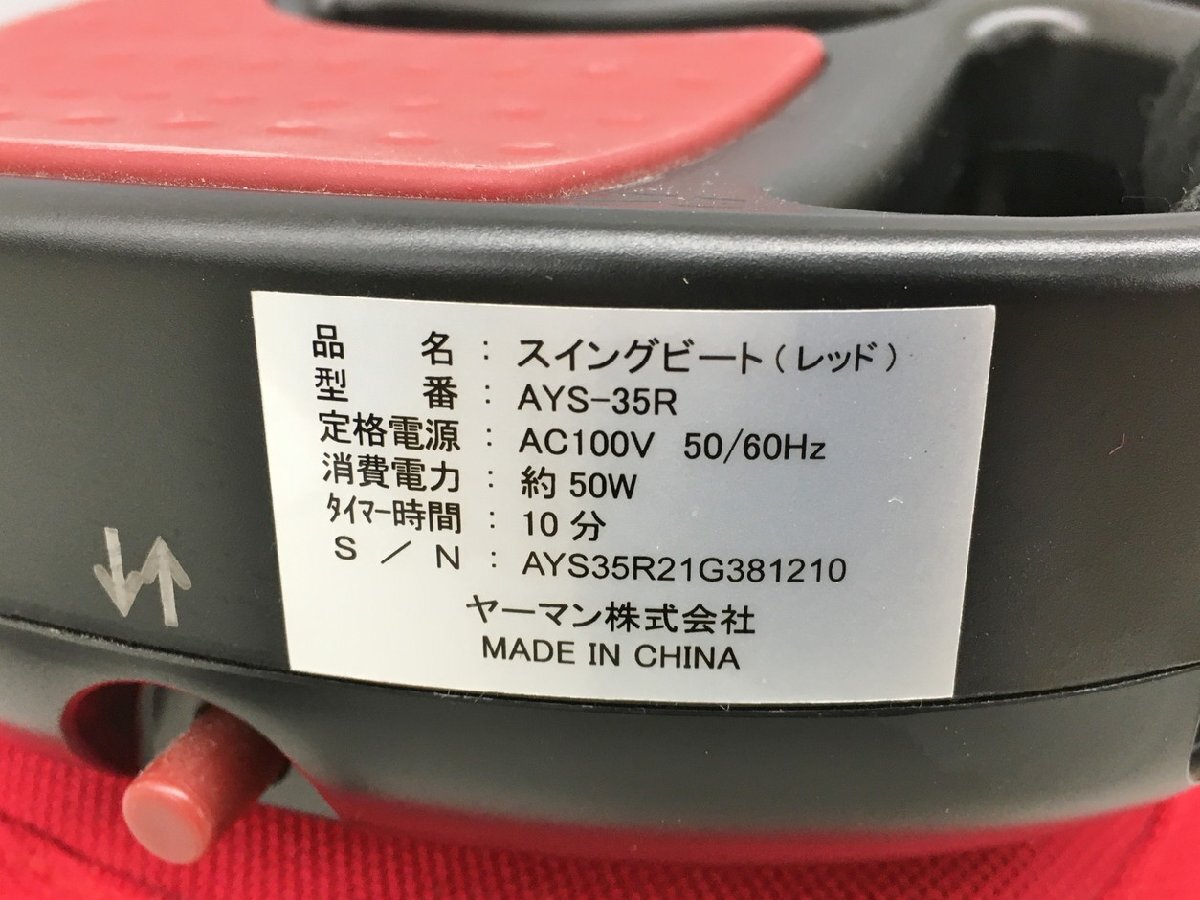 品　名：スイングビート（レッド）
型　番：AYS-35R
定格電源：AC100V 50/60Hz
消費電力：約 50W
ﾀｲﾏｰ時間：10 分
S／N：AYS35R21G381210
ヤーマン株式会社
MADE IN CHINA